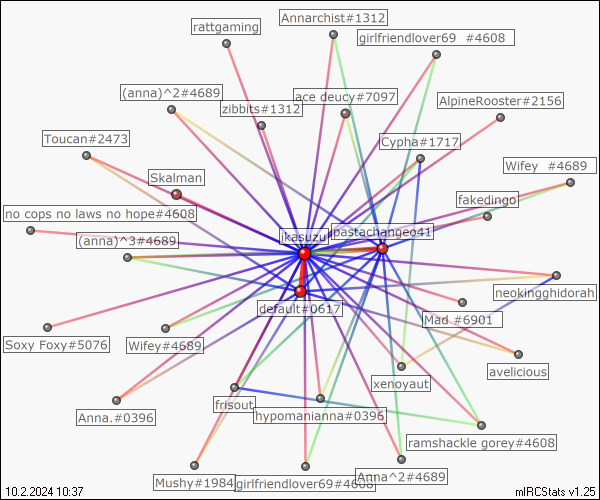 Annarchist#1312
rattgaming
girlfriendlover69 #4608
(anna)^2#4689
ace deucy#7097
AlpineRooster#2156
zibbits#1312
Toucan#2473
Cypha#1717
Wifey #4689
Skalman
fakedingo
no cops no laws no hope#4608
(anna)^3#4689
ikasuzu
pastachangeo41
neokingghidorah
default#0617
Mad_#6901
Soxy Foxy#5076
Wifey#4689
avelicious
xenoyaut
Anna.#0396
frisout
hypomanianna#0396
ramshackle gorey#4608
Mushy#1984
girlfriendlover69#4608
Anna^2#4689
10.2.2024 10:37
mIRCStats v1.25